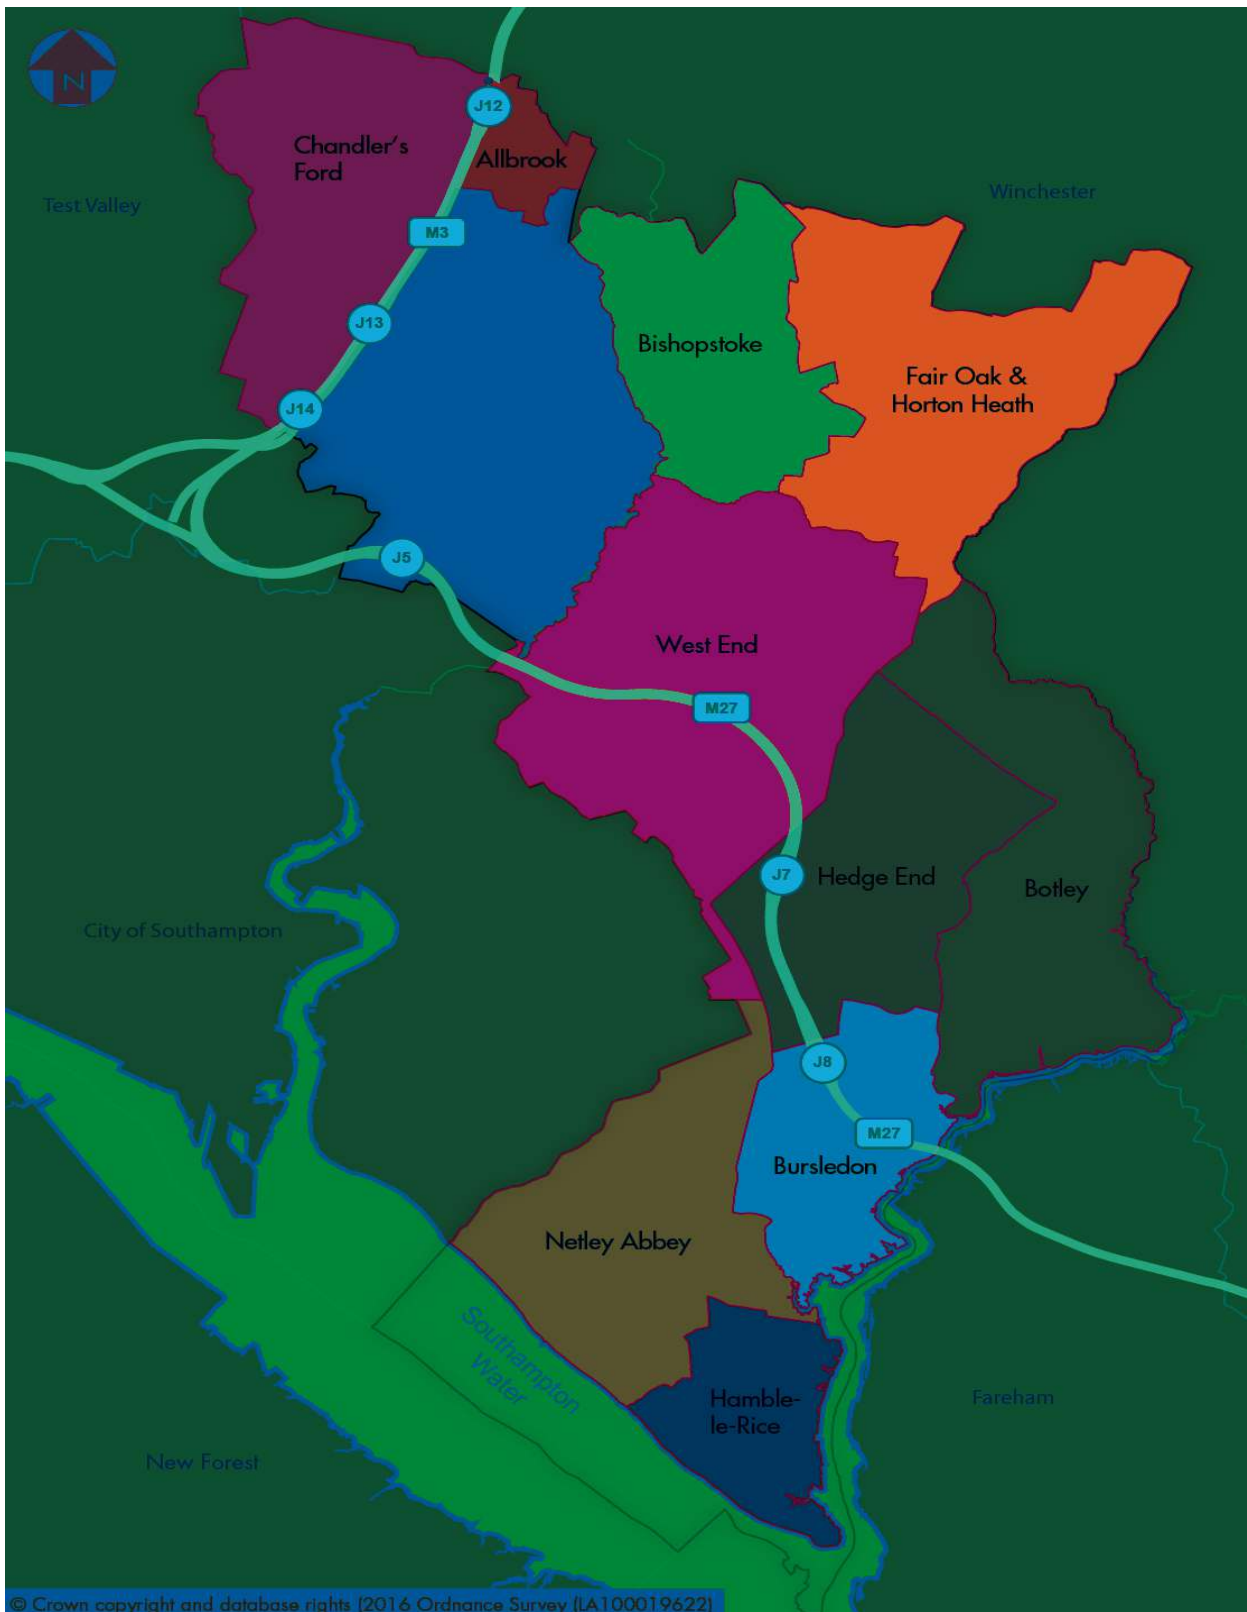 N
J12
Chandler's
Ford
Allbrook
Test Valley
Winchester
M3
J13
Bishopstoke
Fair Oak &
Horton Heath
J14
J5
West End
M27
J7
Hedge End
Botley
City of Southampton
J8
M27
Bursledon
Netley Abbey
Southampton
Water
Hamble-
le-Rice
Fareham
New Forest
© Crown copyright and database rights (2016 Ordnance Survey (LA100019622)